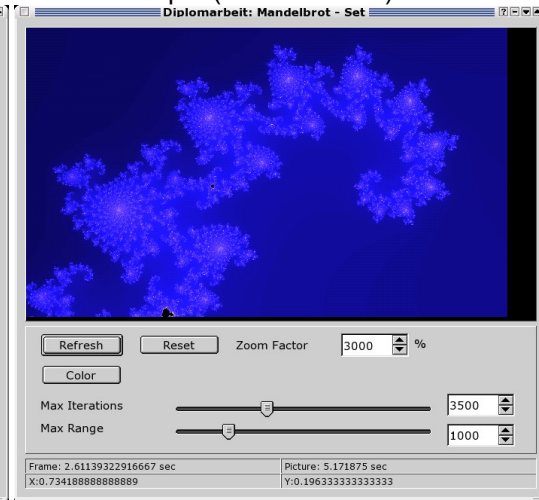 Diplomarbeit: Mandelbrot - Set
Refresh Reset Zoom Factor 3000 %
Color
Max Iterations 3500
Max Range 1000
Frame: 2.61139322916667 sec Picture: 5.171875 sec
X:0.734188888888889 Y:0.196333333333333